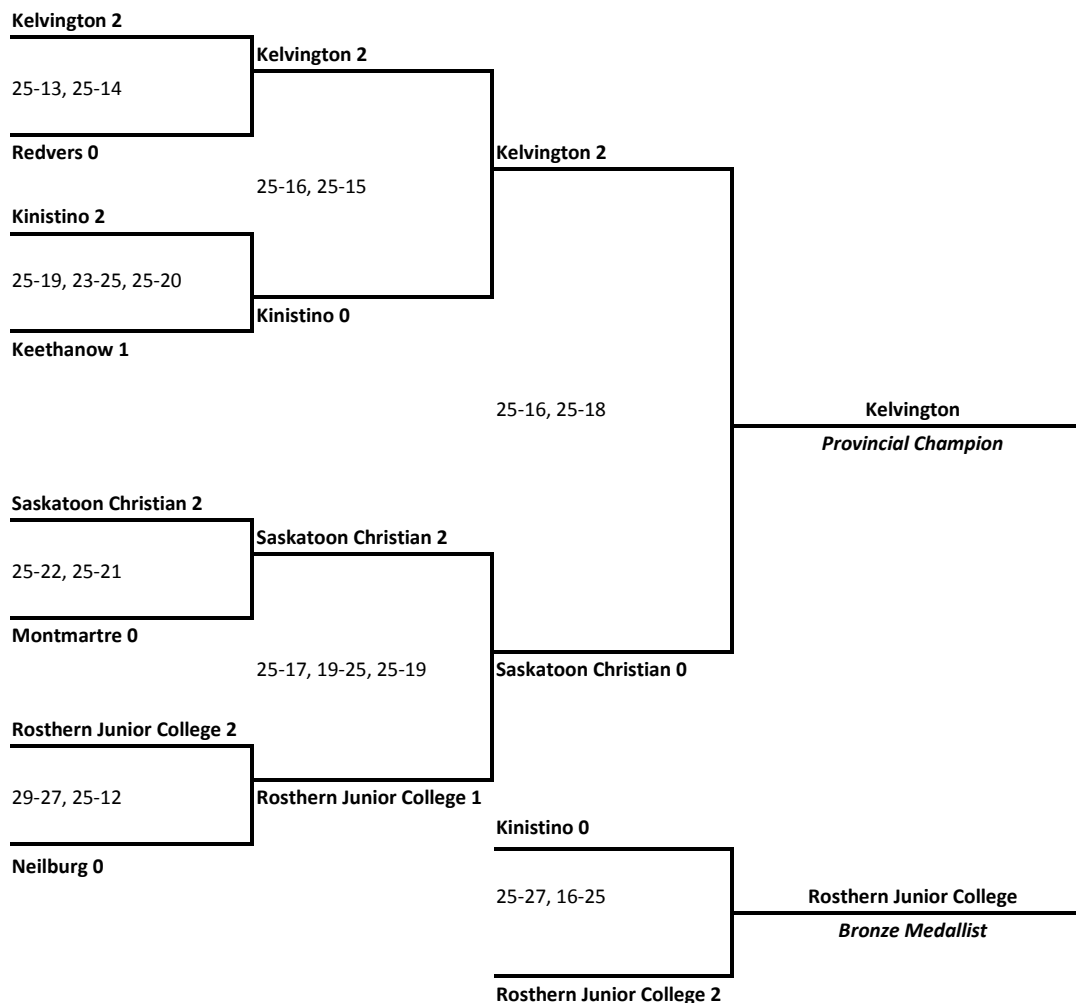 Kelvington 2
25-13, 25-14
Redvers 0
Kelvington 2
25-16, 25-15
Kinistino 2
25-19, 23-25, 25-20
Keethanow 1
Kinistino 0
Kelvington 2
25-16, 25-18
Kelvington
Provincial Champion
Saskatoon Christian 2
25-22, 25-21
Montmartre 0
Saskatoon Christian 2
25-17, 19-25, 25-19
Saskatoon Christian 0
Rosthern Junior College 2
29-27, 25-12
Neilburg 0
Rosthern Junior College 1
Kinistino 0
25-27, 16-25
Rosthern Junior College 2
Rosthern Junior College
Bronze Medallist